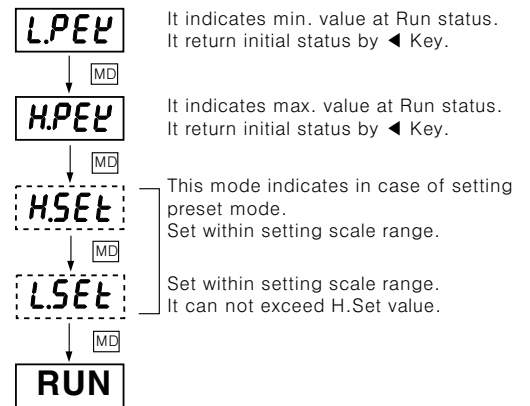 L.PEK
It indicates min. value at Run status.
It return initial status by ◀ Key.
MD
H.PEK
It indicates max. value at Run status.
It return initial status by ◀ Key.
MD
H.SEt
This mode indicates in case of setting
preset mode.
Set within setting scale range.
MD
L.SEt
Set within setting scale range.
It can not exceed H.Set value.
MD
RUN